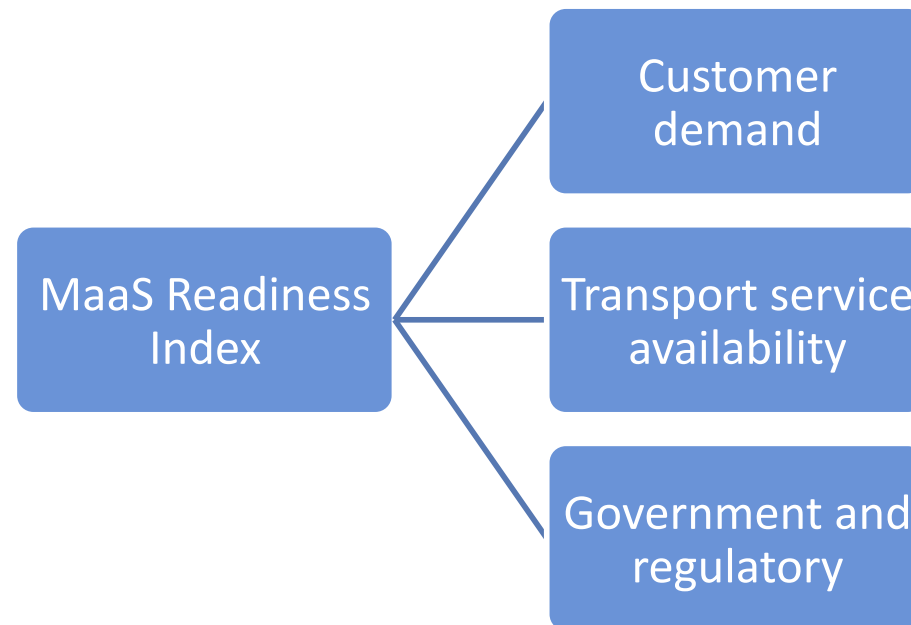 Customer
demand
MaaS Readiness
Index
Transport service
availability
Government and
regulatory